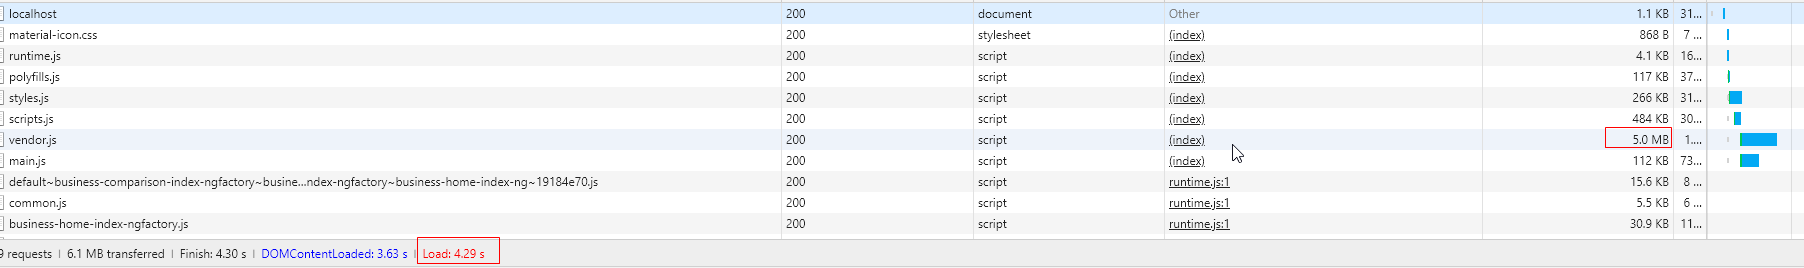 localhost 200 document Other 1.1 KB 31...
material-icon.css 200 stylesheet (index) 868 B 7 ...
runtime.js 200 script (index) 4.1 KB 16...
polyfills.js 200 script (index) 117 KB 37...
styles.js 200 script (index) 266 KB 31...
scripts.js 200 script (index) 484 KB 30...
vendor.js 200 script (index) 5.0 MB 1....
main.js 200 script (index) 112 KB 73...
default~business-comparison-index-ngfactory~busine...ndex-ngfactory~business-home-index-ng~19184e70.js 200 script runtime.js:1 15.6 KB 8 ...
common.js 200 script runtime.js:1 5.5 KB 6 ...
business-home-index-ngfactory.js 200 script runtime.js:1 30.9 KB 11...
9 requests | 6.1 MB transferred | Finish: 4.30 s | DOMContentLoaded: 3.63 s | Load: 4.29 s